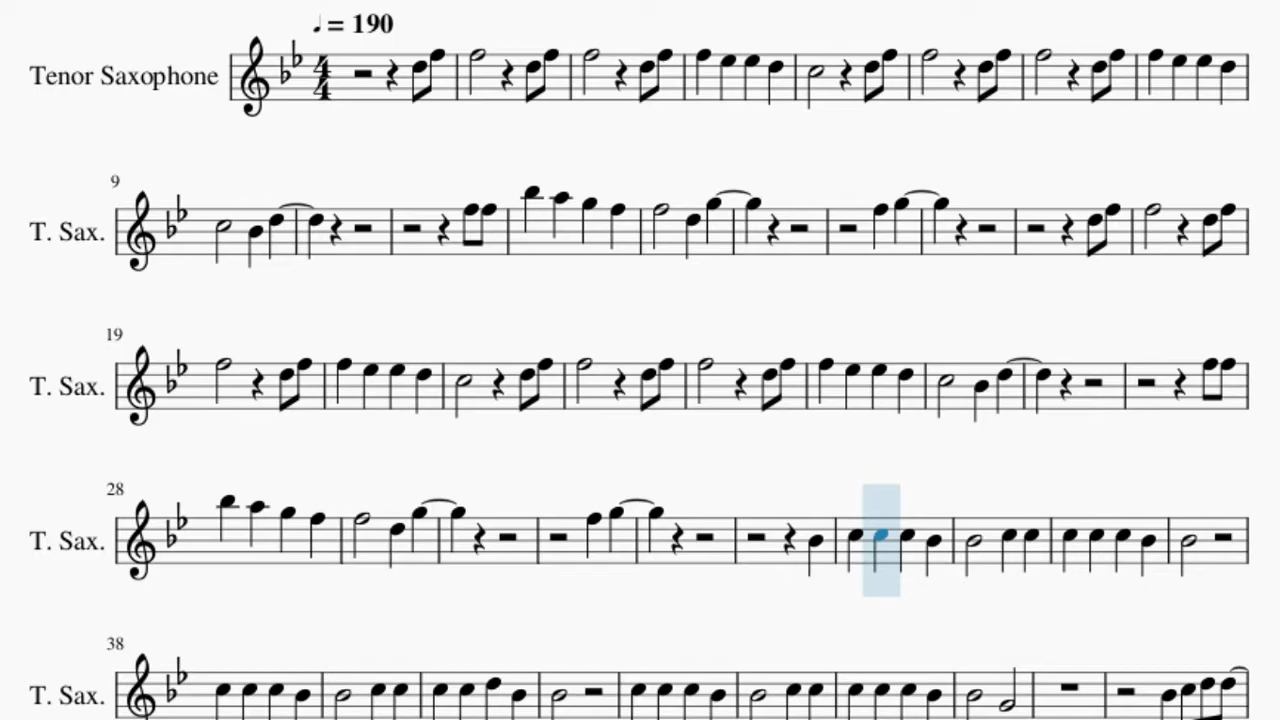 ♩ = 190
Tenor Saxophone
4
4
9
T. Sax.
19
T. Sax.
28
T. Sax.
38
T. Sax.